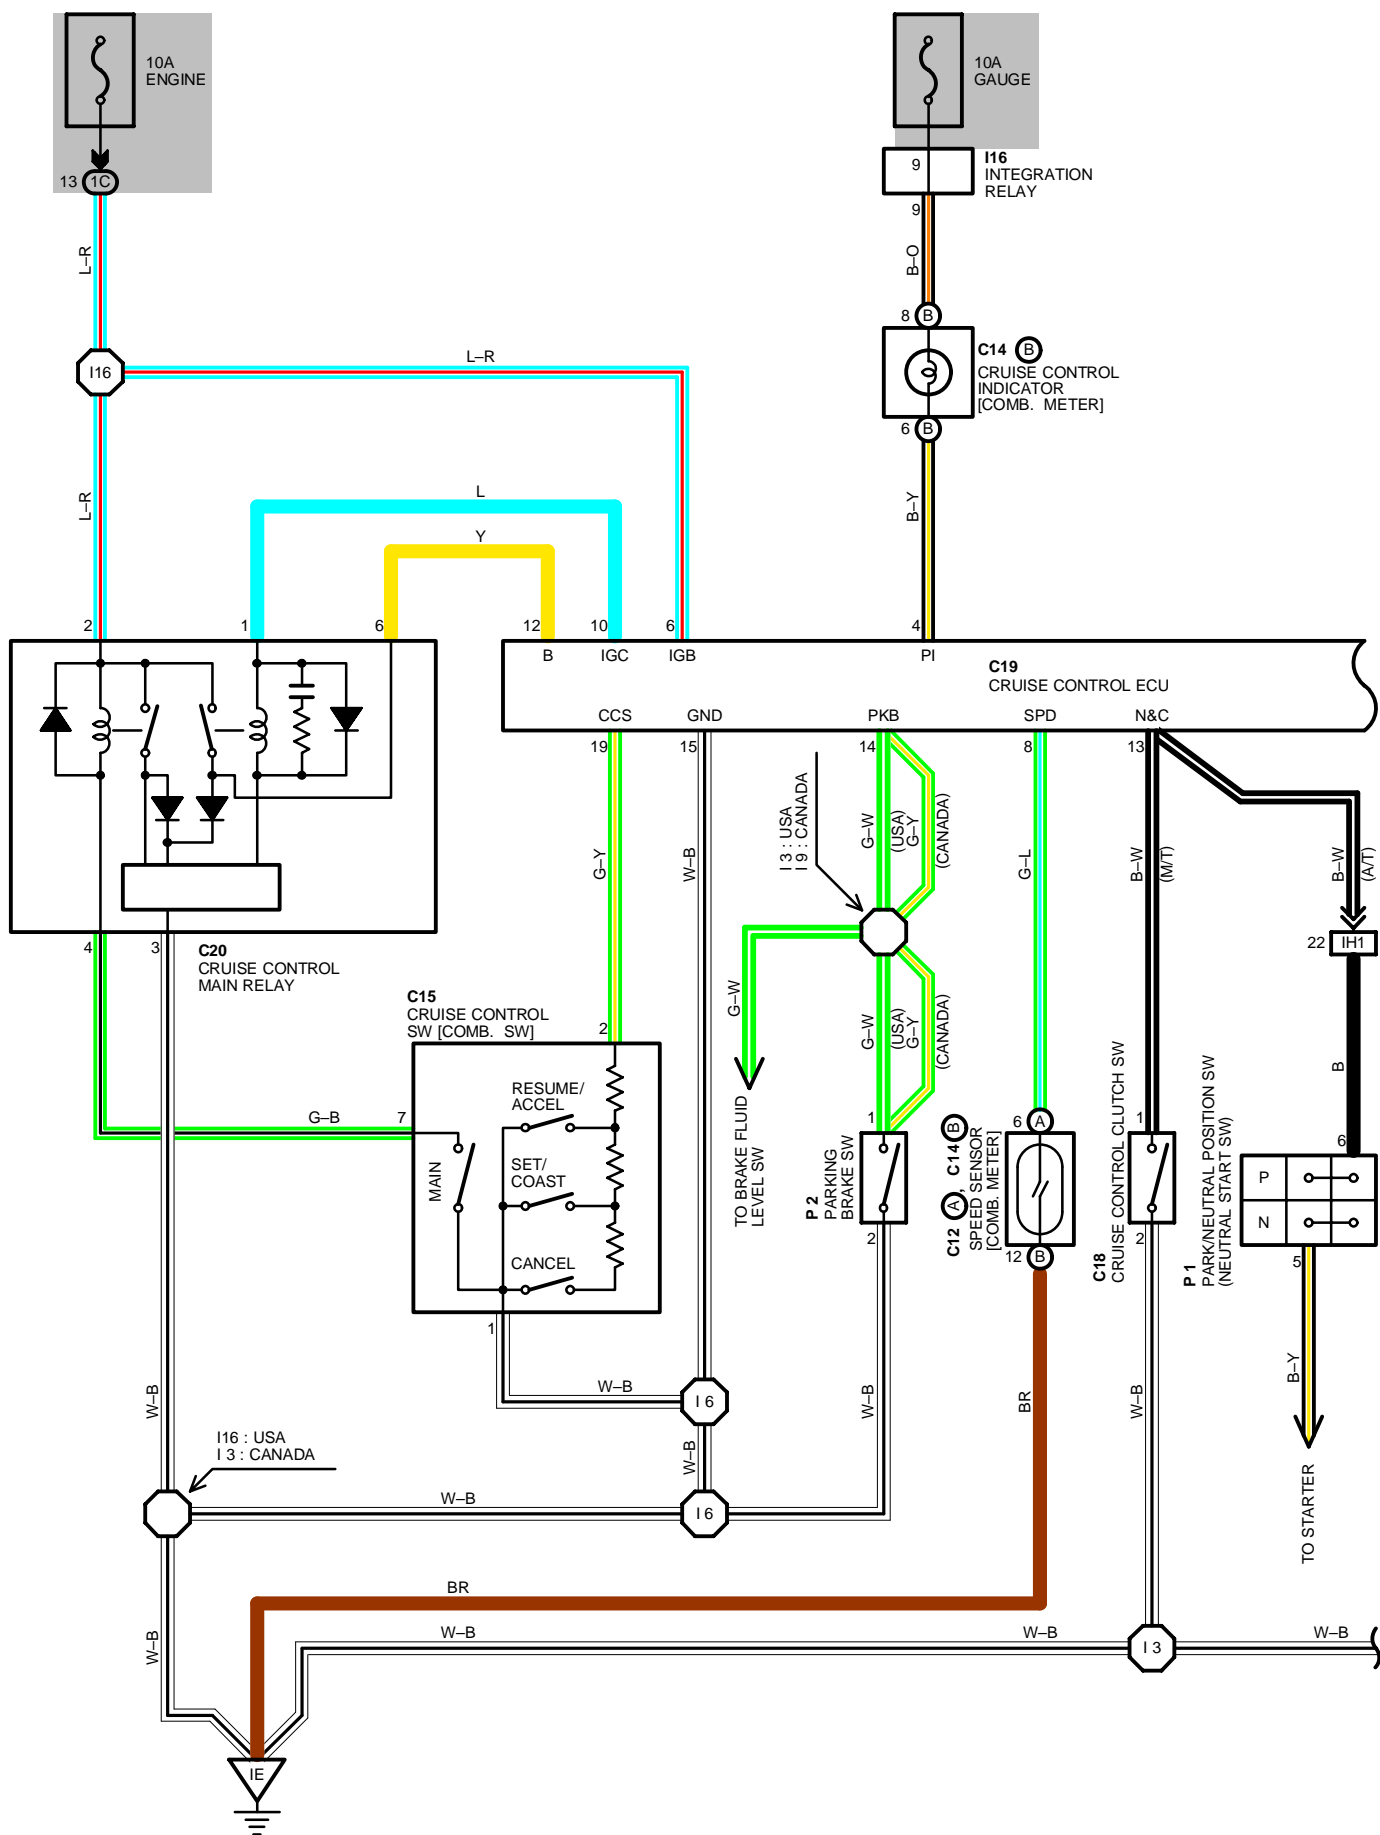 10A
ENGINE
13 1C
L–R
I16
L–R
L–R
L
Y
10A
GAUGE
9
I16
INTEGRATION
RELAY
9
B–O
8 B
C14 B
CRUISE CONTROL
INDICATOR
[COMB. METER]
6 B
B–Y
2
1
6
12
10
6
4
B
IGC
IGB
PI
C19
CRUISE CONTROL ECU
CCS
GND
PKB
SPD
N&C
19
15
14
8
13
4
3
C20
CRUISE CONTROL
MAIN RELAY
G–Y
W–B
I 3 : USA
I 9 : CANADA
G–W
(USA)
G–Y
(CANADA)
G–L
B–W
(M/T)
B–W
(A/T)
22 IH1
G–W
G–W
(USA)
G–Y
(CANADA)
B
C15
CRUISE CONTROL
SW [COMB. SW]
2
G–B
7
MAIN
RESUME/
ACCEL
SET/
COAST
CANCEL
1
TO BRAKE FLUID
LEVEL SW
1
P 2
PARKING
BRAKE SW
2
6 A
C12 A, C14 B
SPEED SENSOR
[COMB. METER]
12 B
1
C18
CRUISE CONTROL CLUTCH SW
2
P 1
PARK/NEUTRAL POSITION SW
(NEUTRAL START SW)
6
P
N
5
B–Y
TO STARTER
W–B
W–B
I 6
W–B
W–B
BR
W–B
I16 : USA
I 3 : CANADA
W–B
I 6
BR
W–B
W–B
W–B
I 3
W–B
IE